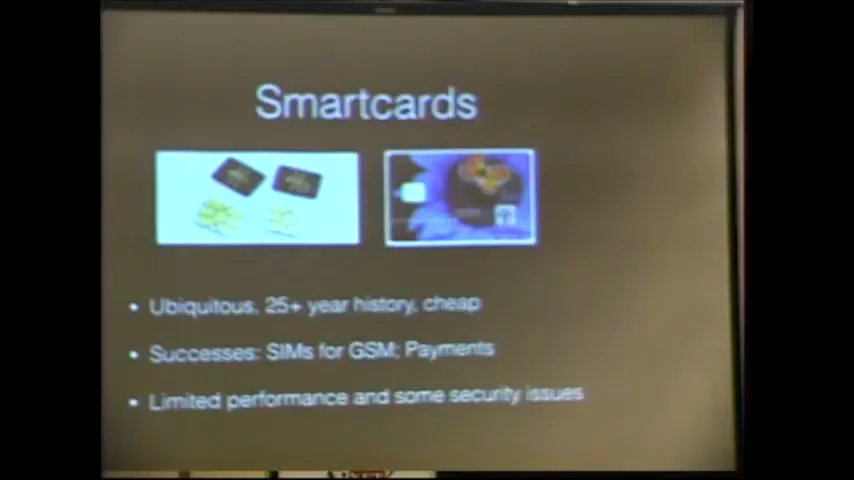 Smartcards
• Ubiquitous, 25+ year history, cheap
• Successes: SIMs for GSM; Payments
• Limited performance and some security issues